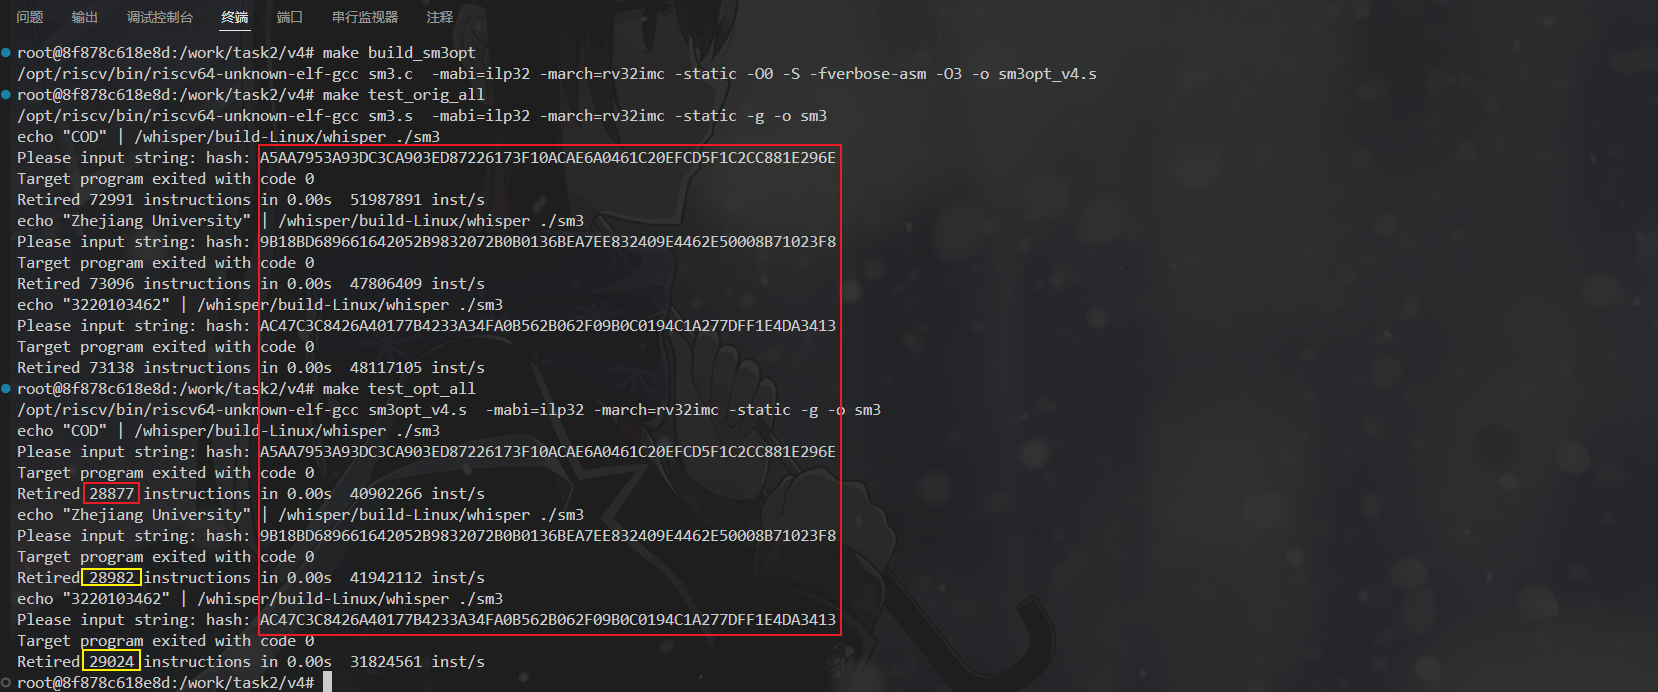 问题 输出 调试控制台 终端 端口 串行监视器 注释
root@8f878c618e8d:/work/task2/v4# make build_sm3opt
/opt/riscv/bin/riscv64-unknown-elf-gcc sm3.c  -mabi=ilp32 -march=rv32imc -static -O0 -S -fverbose-asm -O3 -o sm3opt_v4.s
root@8f878c618e8d:/work/task2/v4# make test_orig_all
/opt/riscv/bin/riscv64-unknown-elf-gcc sm3.s  -mabi=ilp32 -march=rv32imc -static -g -o sm3
echo "COD" | /whisper/build-Linux/whisper ./sm3
Please input string: hash: A5AA7953A93DC3CA903ED87226173F10ACAE6A0461C20EFCD5F1C2CC881E296E
Target program exited with code 0
Retired 72991 instructions in 0.00s  51987891 inst/s
echo "Zhejiang University" | /whisper/build-Linux/whisper ./sm3
Please input string: hash: 9B18BD689661642052B9832072B0B0136BEA7EE832409E4462E50008B71023F8
Target program exited with code 0
Retired 73096 instructions in 0.00s  47806409 inst/s
echo "3220103462" | /whisper/build-Linux/whisper ./sm3
Please input string: hash: AC47C3C8426A40177B4233A34FA0B562B062F09B0C0194C1A277DFF1E4DA3413
Target program exited with code 0
Retired 73138 instructions in 0.00s  48117105 inst/s
root@8f878c618e8d:/work/task2/v4# make test_opt_all
/opt/riscv/bin/riscv64-unknown-elf-gcc sm3opt_v4.s  -mabi=ilp32 -march=rv32imc -static -g -o sm3
echo "COD" | /whisper/build-Linux/whisper ./sm3
Please input string: hash: A5AA7953A93DC3CA903ED87226173F10ACAE6A0461C20EFCD5F1C2CC881E296E
Target program exited with code 0
Retired 28877 instructions in 0.00s  40902266 inst/s
echo "Zhejiang University" | /whisper/build-Linux/whisper ./sm3
Please input string: hash: 9B18BD689661642052B9832072B0B0136BEA7EE832409E4462E50008B71023F8
Target program exited with code 0
Retired 28982 instructions in 0.00s  41942112 inst/s
echo "3220103462" | /whisper/build-Linux/whisper ./sm3
Please input string: hash: AC47C3C8426A40177B4233A34FA0B562B062F09B0C0194C1A277DFF1E4DA3413
Target program exited with code 0
Retired 29024 instructions in 0.00s  31824561 inst/s
root@8f878c618e8d:/work/task2/v4#